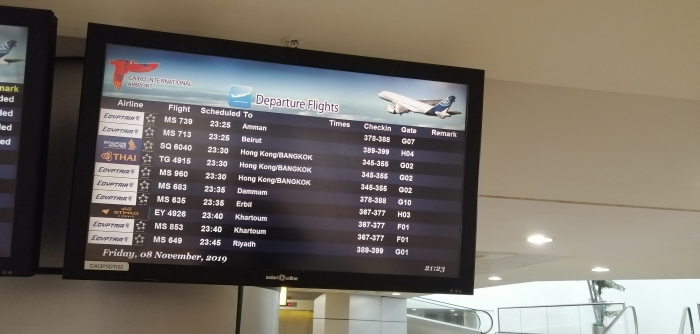 CAIRO INTERNATIONAL
AIRPORT
Departure Flights
Airline Flight Scheduled To Times Checkin Gate Remark
EGYPTAIR MS 739 23:25 Amman 378-388 G07
EGYPTAIR MS 713 23:25 Beirut 389-399 H04
SINGAPORE AIRLINES SQ 6040 23:30 Hong Kong/BANGKOK 345-355 G02
THAI TG 4915 23:30 Hong Kong/BANGKOK 345-355 G02
EGYPTAIR MS 960 23:30 Hong Kong/BANGKOK 345-355 G02
EGYPTAIR MS 683 23:35 Dammam 378-388 G10
EGYPTAIR MS 635 23:35 Erbil 367-377 H03
ETIHAD EY 4926 23:40 Khartoum 367-377 F01
EGYPTAIR MS 853 23:40 Khartoum 367-377 F01
EGYPTAIR MS 649 23:45 Riyadh 389-399 G01
Friday, 08 November, 2019 21:23
mark
ded
ded
ded
ded